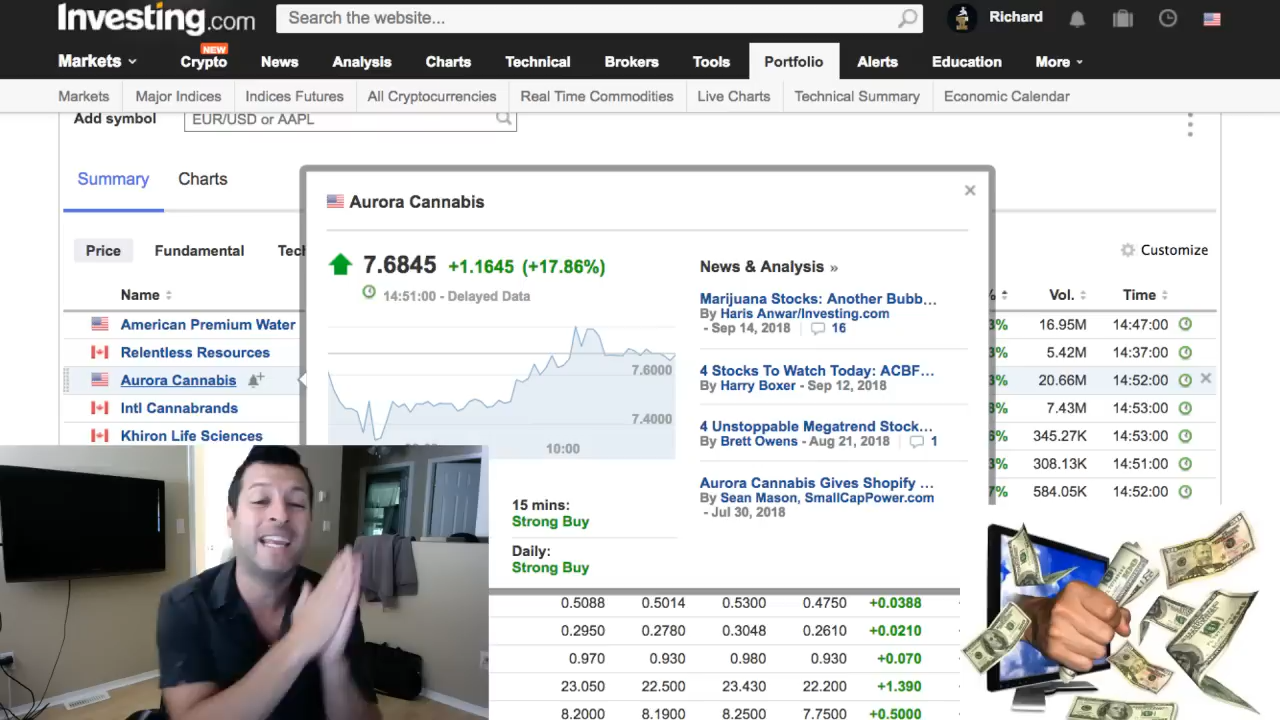 Investing.com
Search the website...
Richard
Markets
NEW
Crypto
News
Analysis
Charts
Technical
Brokers
Tools
Portfolio
Alerts
Education
More
Markets
Major Indices
Indices Futures
All Cryptocurrencies
Real Time Commodities
Live Charts
Technical Summary
Economic Calendar
Add symbol
EUR/USD or AAPL
Summary
Charts
Price
Fundamental
Tec
Customize
Name
%
Vol.
Time
American Premium Water
3%
16.95M
14:47:00
Relentless Resources
3%
5.42M
14:37:00
Aurora Cannabis
3%
20.66M
14:52:00
Intl Cannabrands
7.43M
14:53:00
Khiron Life Sciences
6%
345.27K
14:53:00
3%
308.13K
14:51:00
7%
584.05K
14:52:00
Aurora Cannabis
7.6845 +1.1645 (+17.86%)
14:51:00 - Delayed Data
7.6000
7.4000
10:00
15 mins:
Strong Buy
Daily:
Strong Buy
News & Analysis »
Marijuana Stocks: Another Bubb...
By Haris Anwar/Investing.com
- Sep 14, 2018
16
4 Stocks To Watch Today: ACBF...
By Harry Boxer - Sep 12, 2018
4 Unstoppable Megatrend Stock...
By Brett Owens - Aug 21, 2018
1
Aurora Cannabis Gives Shopify ...
By Sean Mason, SmallCapPower.com
- Jul 30, 2018
0.5088 0.5014 0.5300 0.4750 +0.0388
0.2950 0.2780 0.3048 0.2610 +0.0210
0.970 0.930 0.980 0.930 +0.070
23.050 22.500 23.430 22.200 +1.390
8.2000 8.1900 8.2500 7.7500 +0.5000